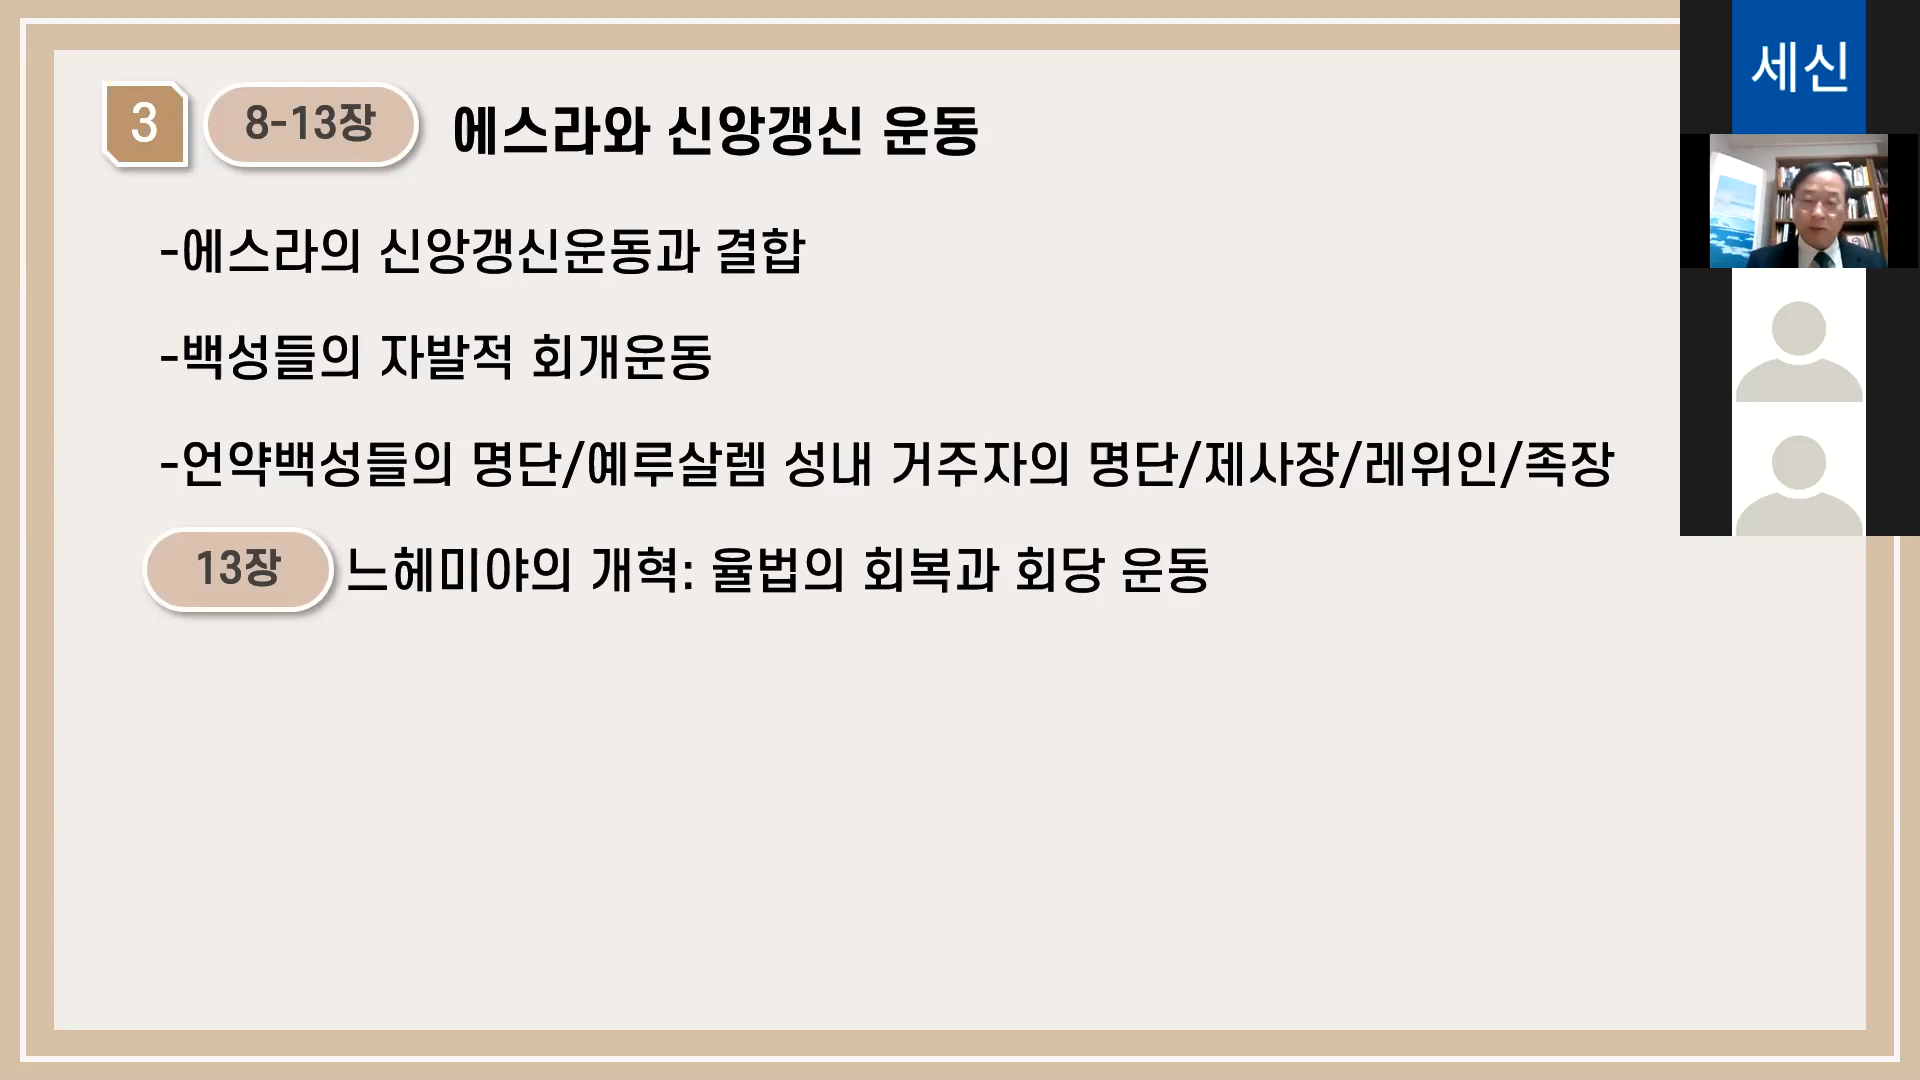 3 8-13장 에스라와 신앙갱신 운동
-에스라의 신앙갱신운동과 결합
-백성들의 자발적 회개운동
-언약백성들의 명단/예루살렘 성내 거주자의 명단/제사장/레위인/족장
13장 느헤미야의 개혁: 율법의 회복과 회당 운동
세신